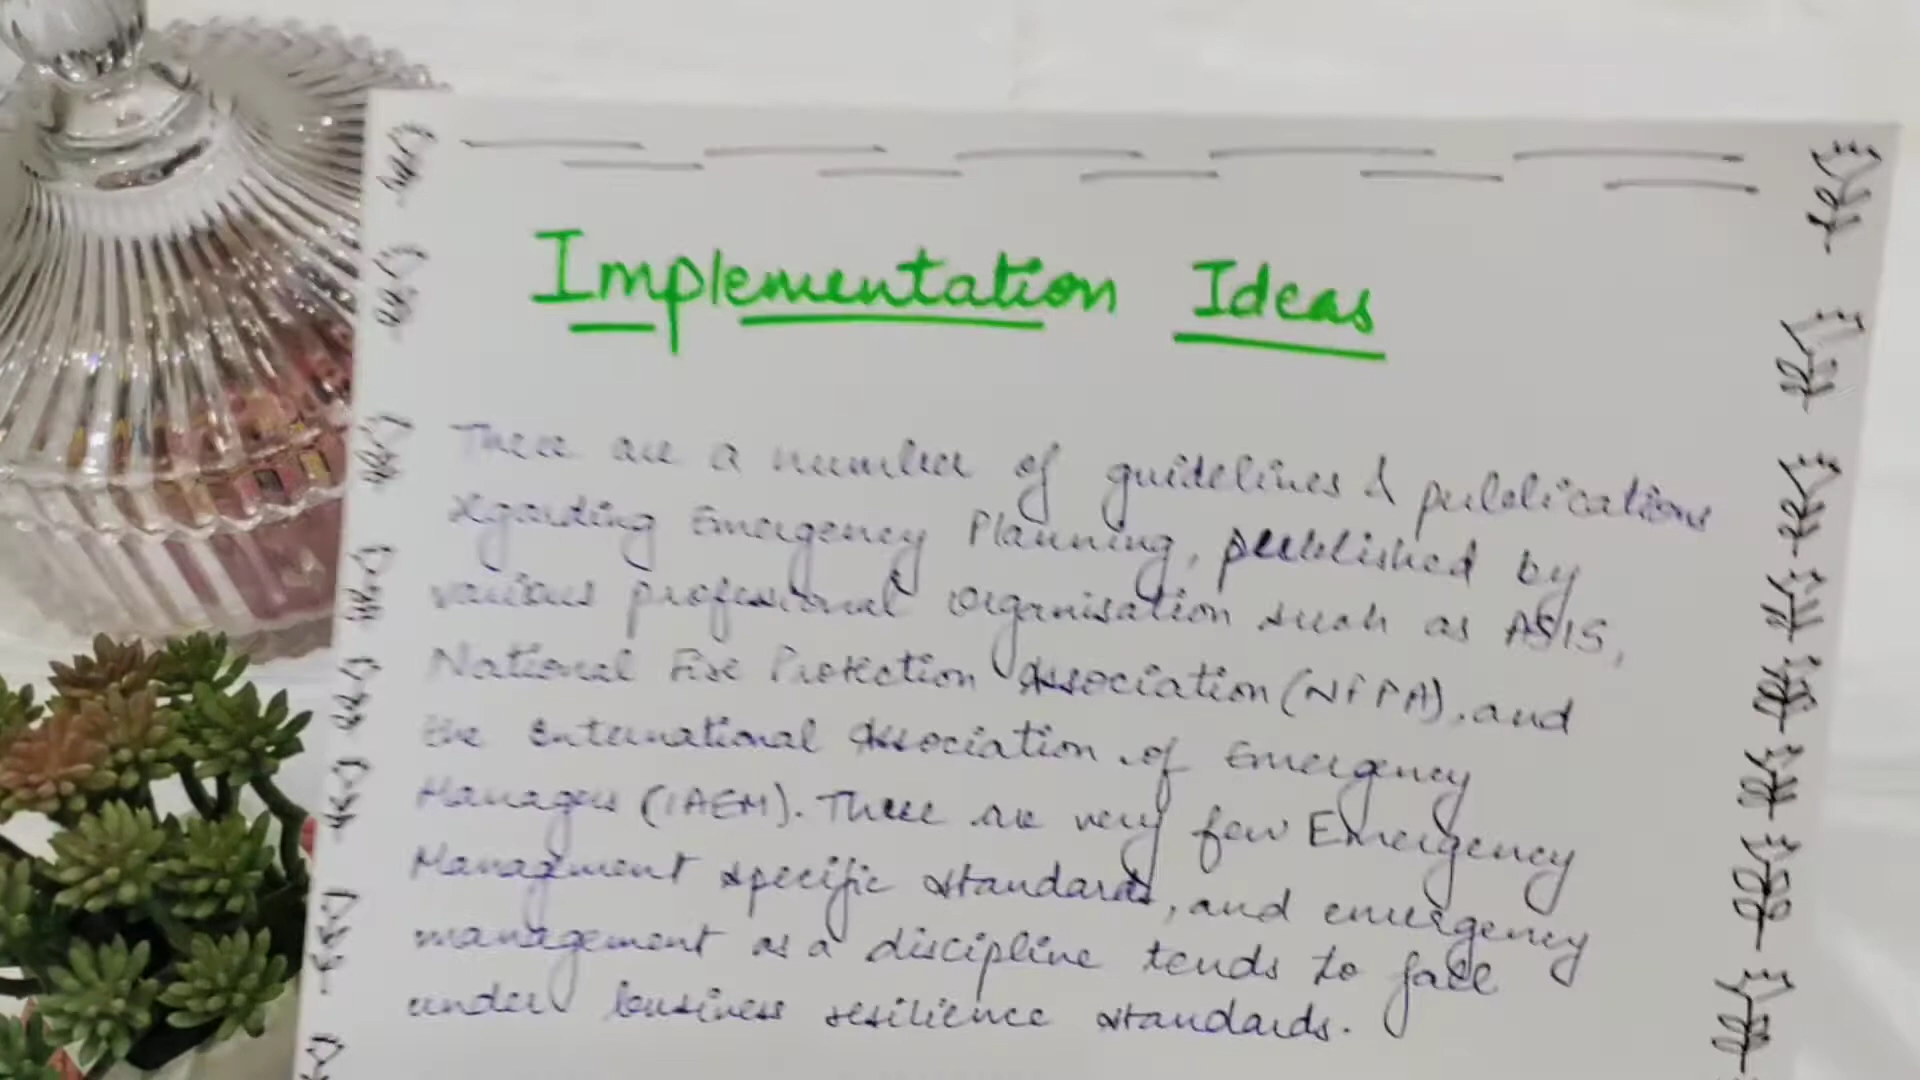 Implementation Ideas
There are a number of guidelines & publications
regarding Emergency Planning, published by
various professional organisation such as ASIS,
National Fire Protection Association (NFPA), and
the International Association of Emergency
Managers (IAEM). There are very few Emergency
Management specific standards, and emergency
management as a discipline tends to fall
under business resilience standards.